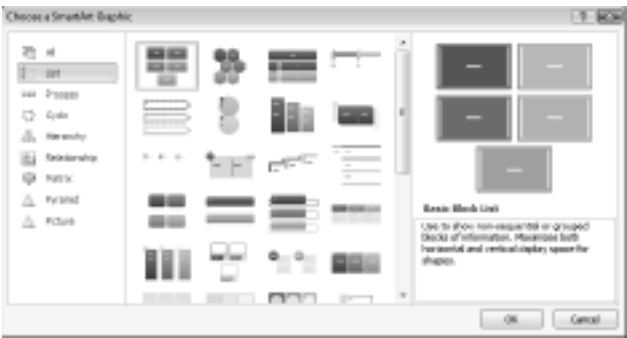 Choose a SmartArt Graphic
All
List
Process
Cycle
Hierarchy
Relationship
Matrix
Pyramid
Picture
Basic Block List
Use to show non-sequential or grouped
blocks of information. Maximizes both
horizontal and vertical display space for
shapes.
OK
Cancel